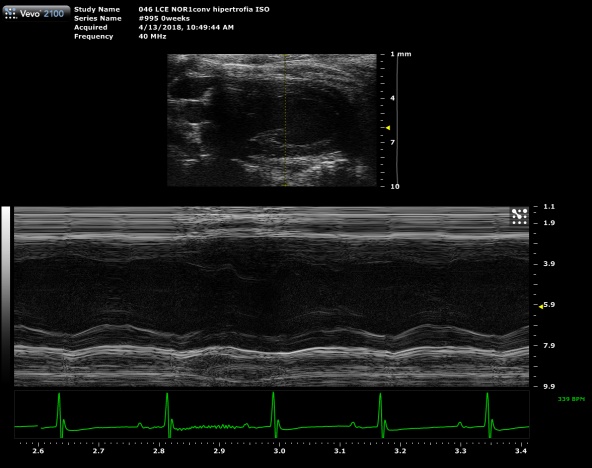 Vevo 2100
Study Name 046 LCE NOR1conv hipertrofia ISO
Series Name #995 0weeks
Acquired 4/13/2018, 10:49:44 AM
Frequency 40 MHz
1 mm
4
7
10
1.1
1.9
3.9
5.9
7.9
9.9
339 BPM
2.6 2.7 2.8 2.9 3.0 3.1 3.2 3.3 3.4